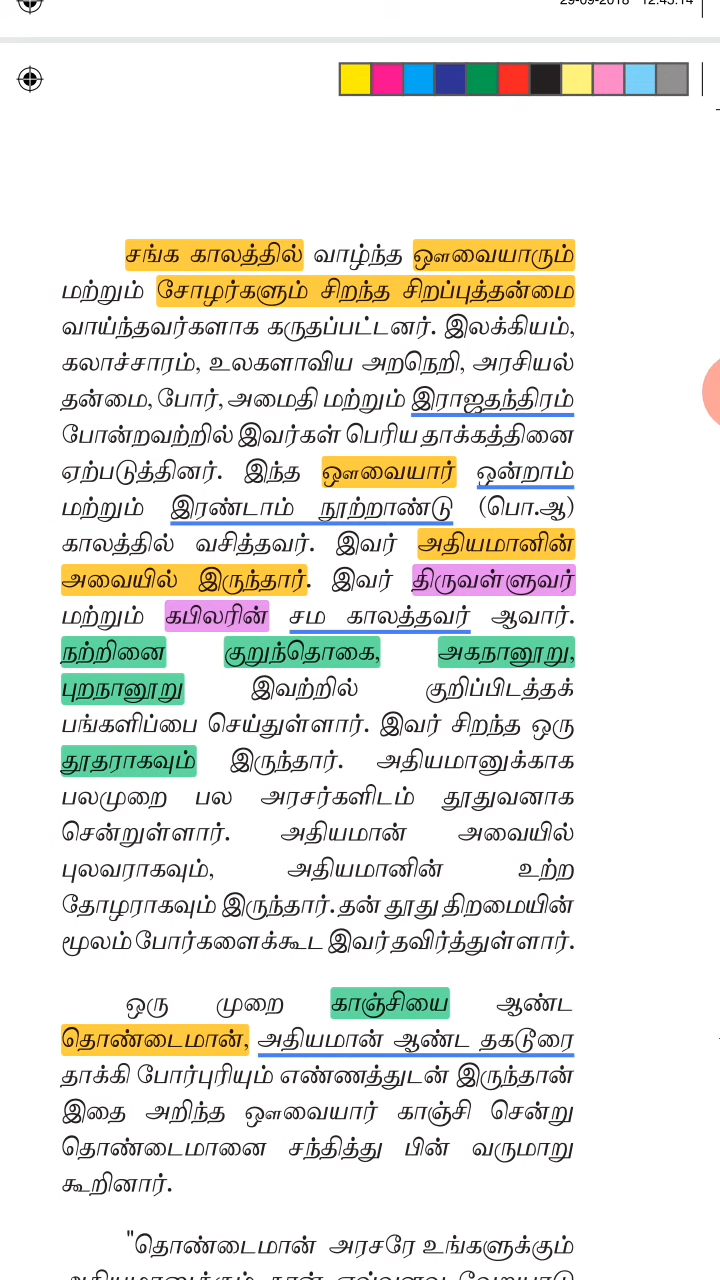 29-09-2018 12:45:14
சங்க காலத்தில் வாழ்ந்த ஔவையாரும்
மற்றும் சோழர்களும் சிறந்த சிறப்புத்தன்மை
வாய்ந்தவர்களாக கருதப்பட்டனர். இலக்கியம்,
கலாச்சாரம், உலகளாவிய அறநெறி, அரசியல்
தன்மை, போர், அமைதி மற்றும் இராஜதந்திரம்
போன்றவற்றில் இவர்கள் பெரிய தாக்கத்தினை
ஏற்படுத்தினர். இந்த ஔவையார் ஒன்றாம்
மற்றும் இரண்டாம் நூற்றாண்டு (பொ.ஆ)
காலத்தில் வசித்தவர். இவர் அதியமானின்
அவையில் இருந்தார். இவர் திருவள்ளுவர்
மற்றும் கபிலரின் சம காலத்தவர் ஆவார்.
நற்றினை குறுந்தொகை, அகநானூறு,
புறநானூறு இவற்றில் குறிப்பிடத்தக்
பங்களிப்பை செய்துள்ளார். இவர் சிறந்த ஒரு
தூதராகவும் இருந்தார். அதியமானுக்காக
பலமுறை பல அரசர்களிடம் தூதுவனாக
சென்றுள்ளார். அதியமான் அவையில்
புலவராகவும், அதியமானின் உற்ற
தோழராகவும் இருந்தார். தன் தூது திறமையின்
மூலம் போர்களைக்கூட இவர் தவிர்த்துள்ளார்.
ஒரு முறை காஞ்சியை ஆண்ட
தொண்டைமான், அதியமான் ஆண்ட தகடூரை
தாக்கி போர்புரியும் எண்ணத்துடன் இருந்தான்
இதை அறிந்த ஔவையார் காஞ்சி சென்று
தொண்டைமானை சந்தித்து பின் வருமாறு
கூறினார்.
"தொண்டைமான் அரசரே உங்களுக்கும்